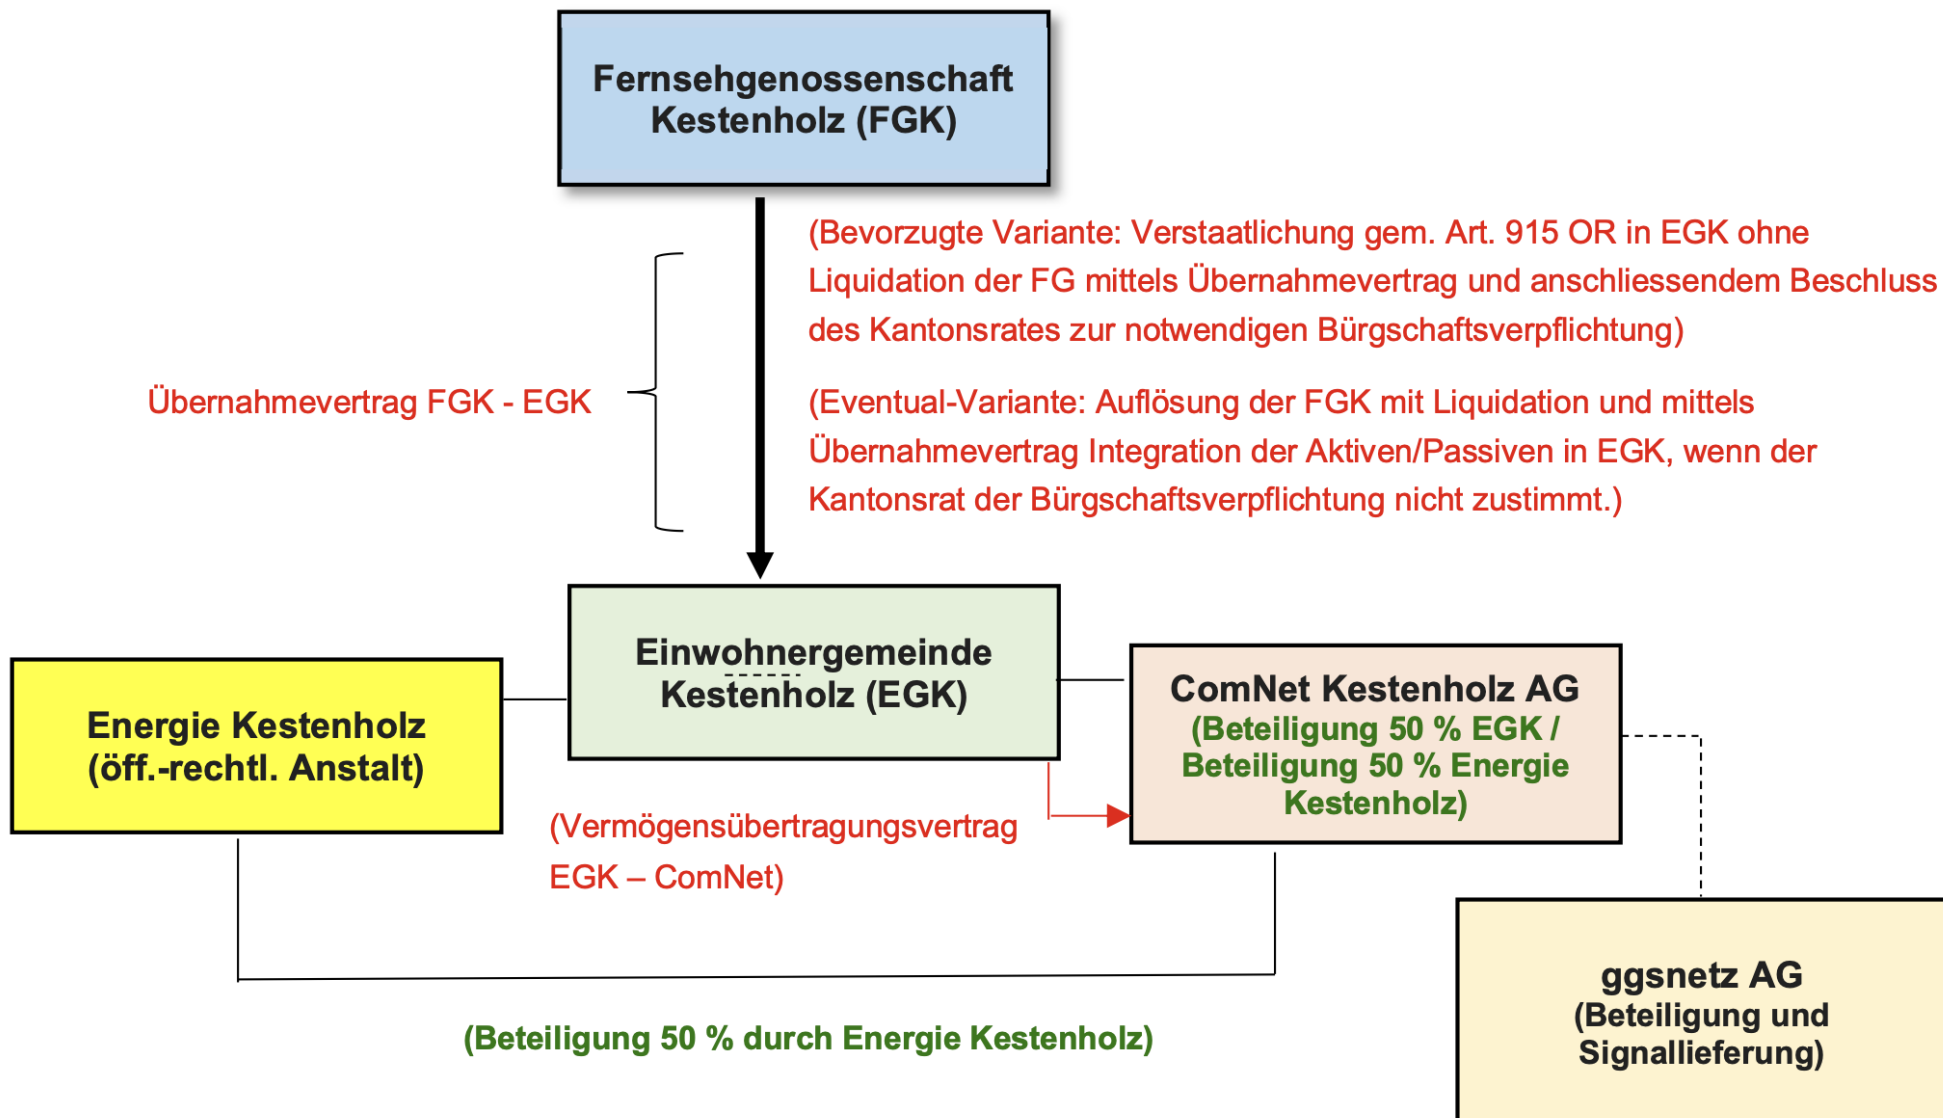 Fernsehgenossenschaft
Kestenholz (FGK)
(Bevorzugte Variante: Verstaatlichung gem. Art. 915 OR in EGK ohne
Liquidation der FG mittels Übernahmevertrag und anschliessendem Beschluss
des Kantonsrates zur notwendigen Bürgschaftsverpflichtung)
Übernahmevertrag FGK - EGK
(Eventual-Variante: Auflösung der FGK mit Liquidation und mittels
Übernahmevertrag Integration der Aktiven/Passiven in EGK, wenn der
Kantonsrat der Bürgschaftsverpflichtung nicht zustimmt.)
Einwohnergemeinde
Kestenholz (EGK)
Energie Kestenholz
(öff.-rechtl. Anstalt)
ComNet Kestenholz AG
(Beteiligung 50 % EGK /
Beteiligung 50 % Energie
Kestenholz)
(Vermögensübertragungsvertrag
EGK – ComNet)
(Beteiligung 50 % durch Energie Kestenholz)
ggsnetz AG
(Beteiligung und
Signallieferung)